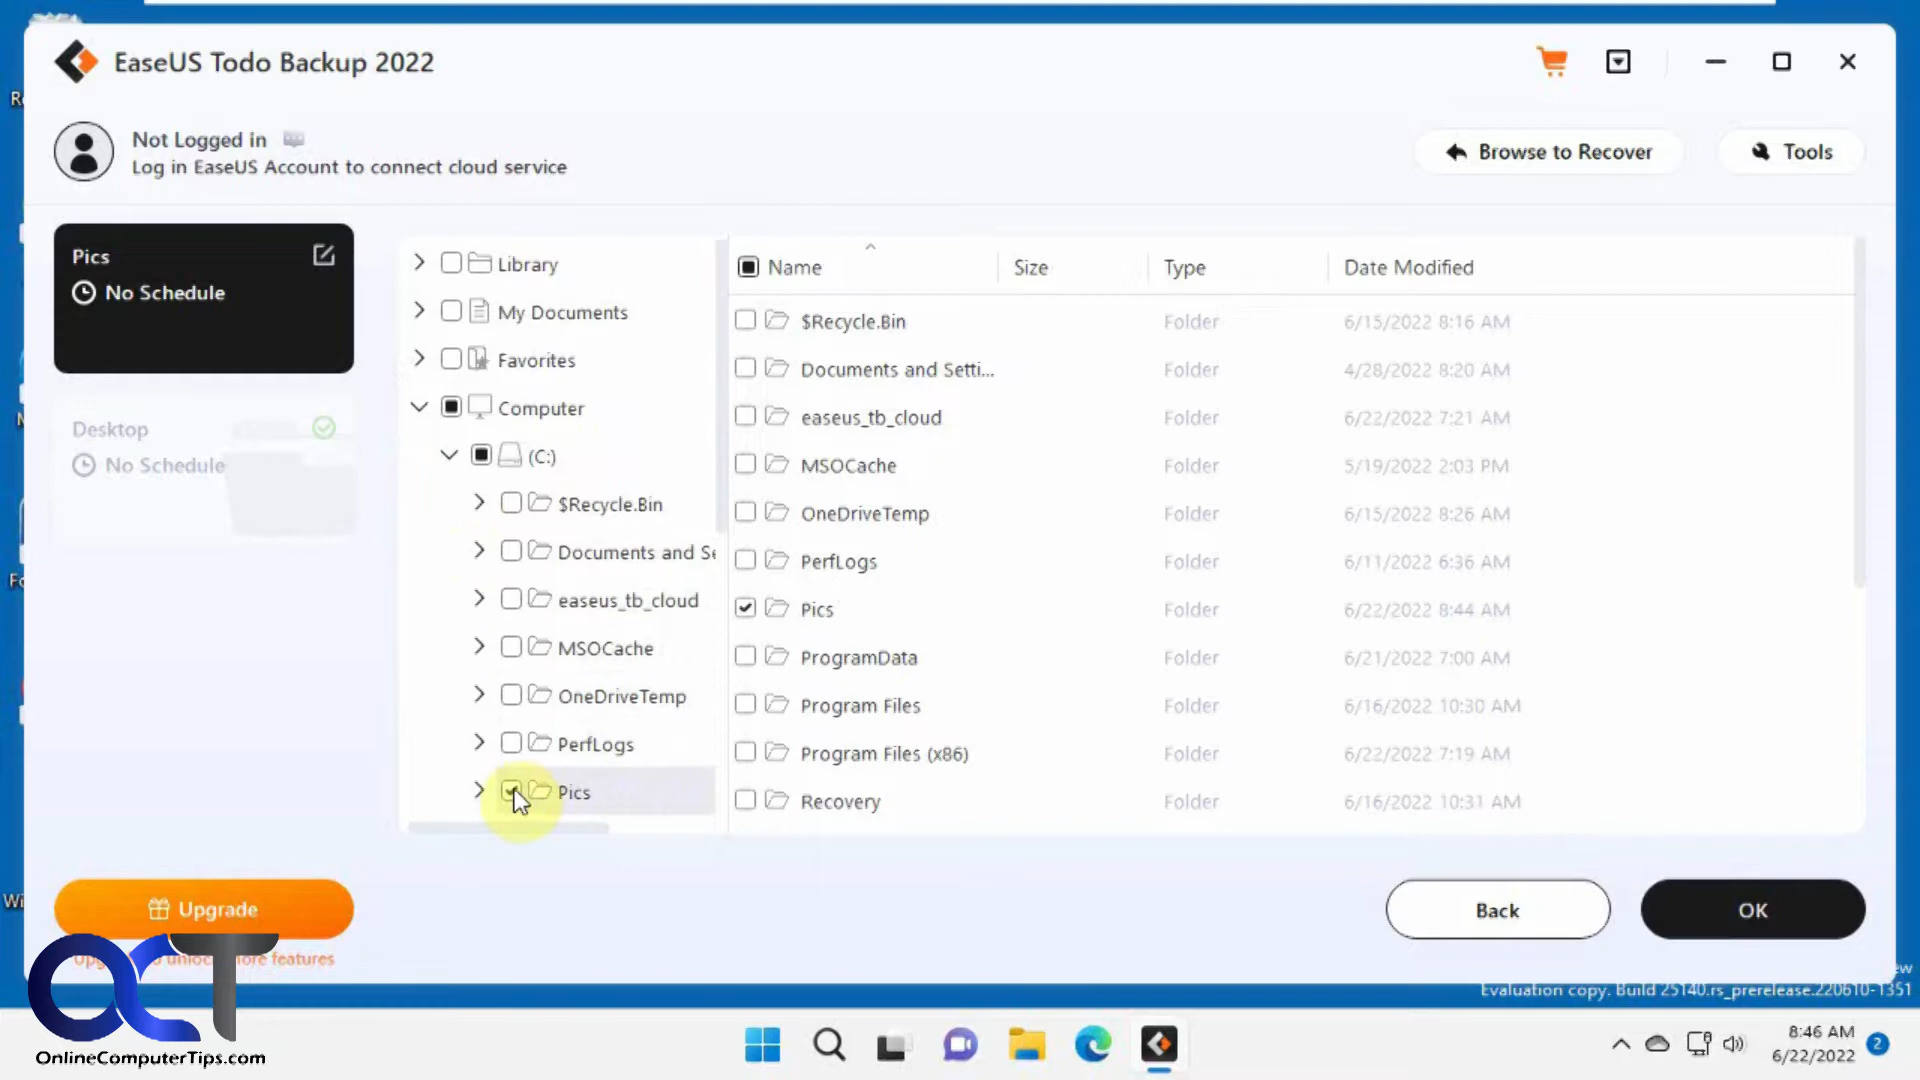 EaseUS Todo Backup 2022
Not Logged in
Log in EaseUS Account to connect cloud service
Browse to Recover
Tools
Pics
No Schedule
Desktop
No Schedule
Library
My Documents
Favorites
Computer
(C:)
$Recycle.Bin
Documents and Se
easeus_tb_cloud
MSOCache
OneDriveTemp
PerfLogs
Pics
Name Size Type Date Modified
$Recycle.Bin Folder 6/15/2022 8:16 AM
Documents and Setti... Folder 4/28/2022 8:20 AM
easeus_tb_cloud Folder 6/22/2022 7:21 AM
MSOCache Folder 5/19/2022 2:03 PM
OneDriveTemp Folder 6/15/2022 8:26 AM
PerfLogs Folder 6/11/2022 6:36 AM
Pics Folder 6/22/2022 8:44 AM
ProgramData Folder 6/21/2022 7:00 AM
Program Files Folder 6/16/2022 10:30 AM
Program Files (x86) Folder 6/22/2022 7:19 AM
Recovery Folder 6/16/2022 10:31 AM
Upgrade
unlock more features
Back
OK
Evaluation copy. Build 25140.rs_prerelease.220610-1351
OCT
OnlineComputerTips.com
8:46 AM
6/22/2022
2